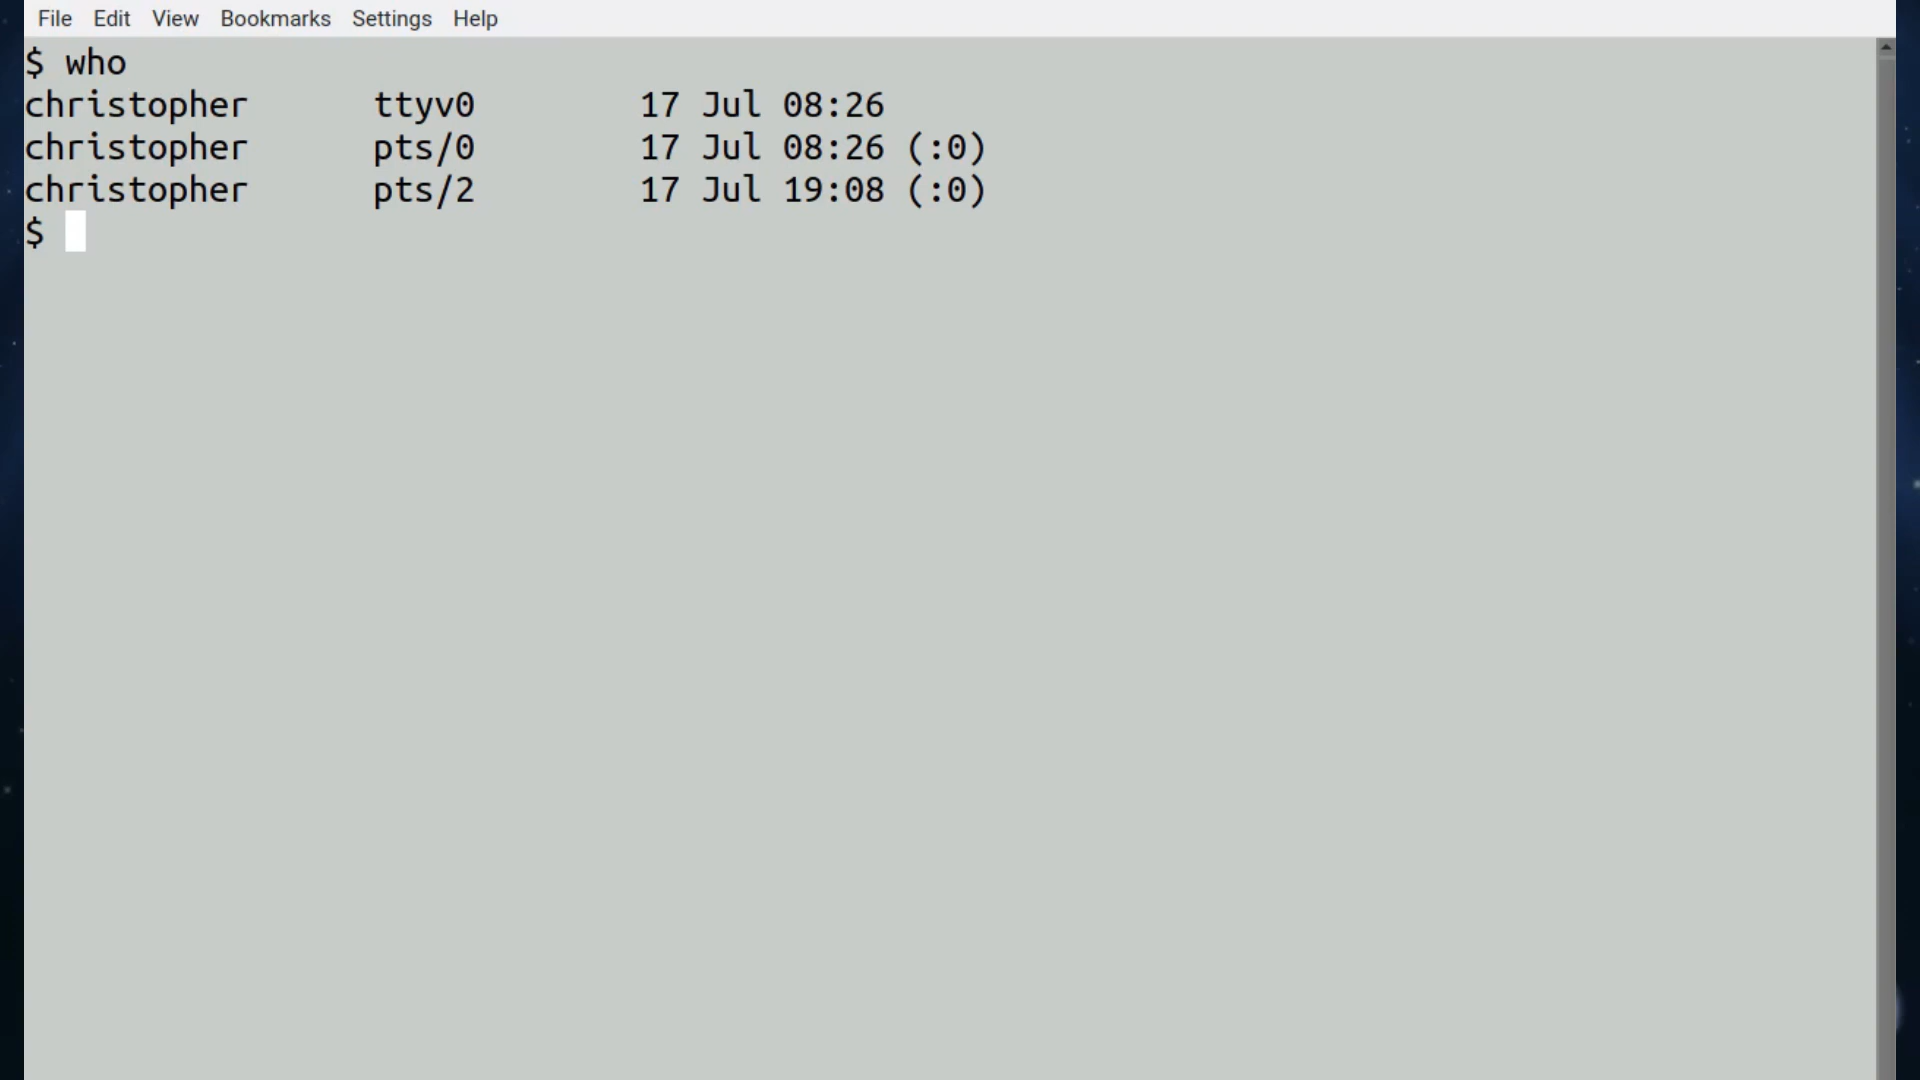 File Edit View Bookmarks Settings Help
$ who
christopher      ttyv0        17 Jul 08:26
christopher      pts/0        17 Jul 08:26 (:0)
christopher      pts/2        17 Jul 19:08 (:0)
$